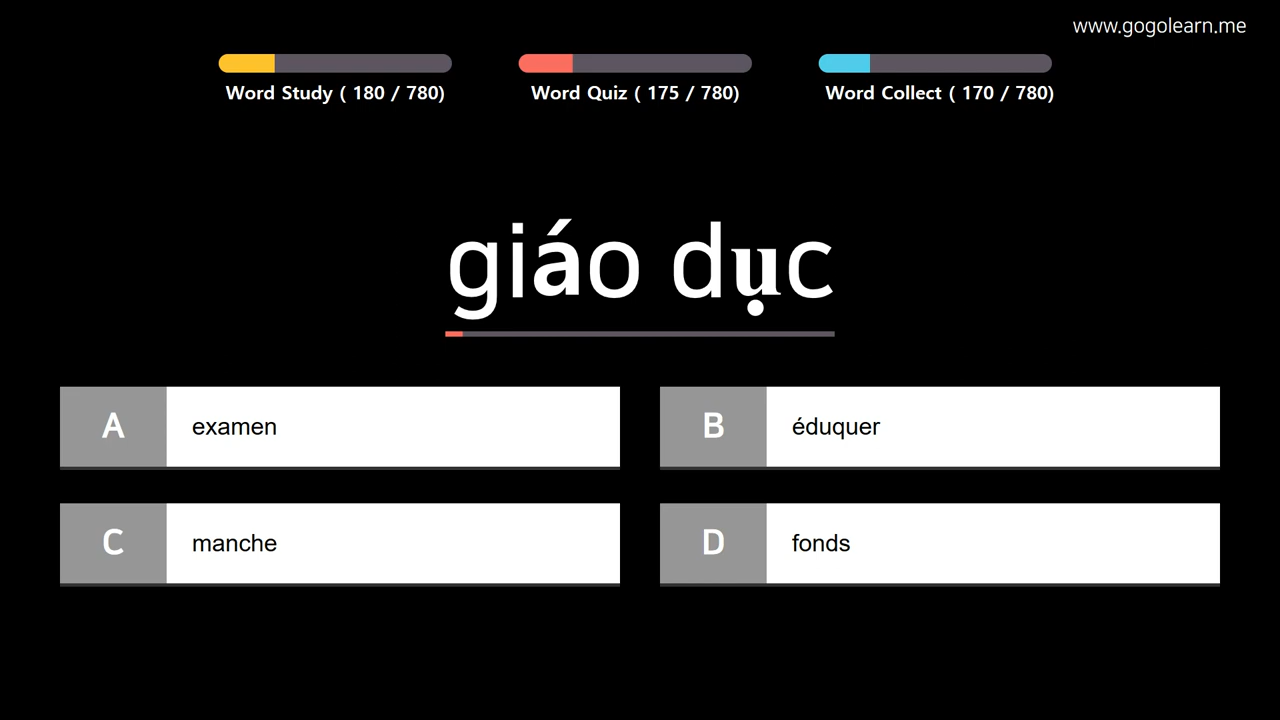 www.gogolearn.me
Word Study ( 180 / 780)
Word Quiz ( 175 / 780)
Word Collect ( 170 / 780)
giáo dục
A examen
B éduquer
C manche
D fonds